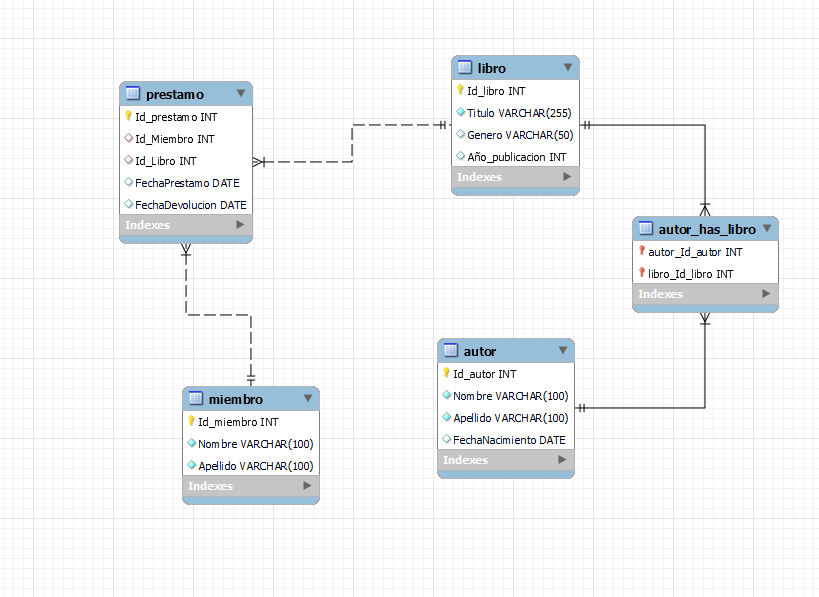 prestamo
Id_prestamo INT
Id_Miembro INT
Id_Libro INT
FechaPrestamo DATE
FechaDevolucion DATE
Indexes
libro
Id_libro INT
Titulo VARCHAR(255)
Genero VARCHAR(50)
Año_publicacion INT
Indexes
autor_has_libro
autor_Id_autor INT
libro_Id_libro INT
Indexes
autor
Id_autor INT
Nombre VARCHAR(100)
Apellido VARCHAR(100)
FechaNacimiento DATE
Indexes
miembro
Id_miembro INT
Nombre VARCHAR(100)
Apellido VARCHAR(100)
Indexes